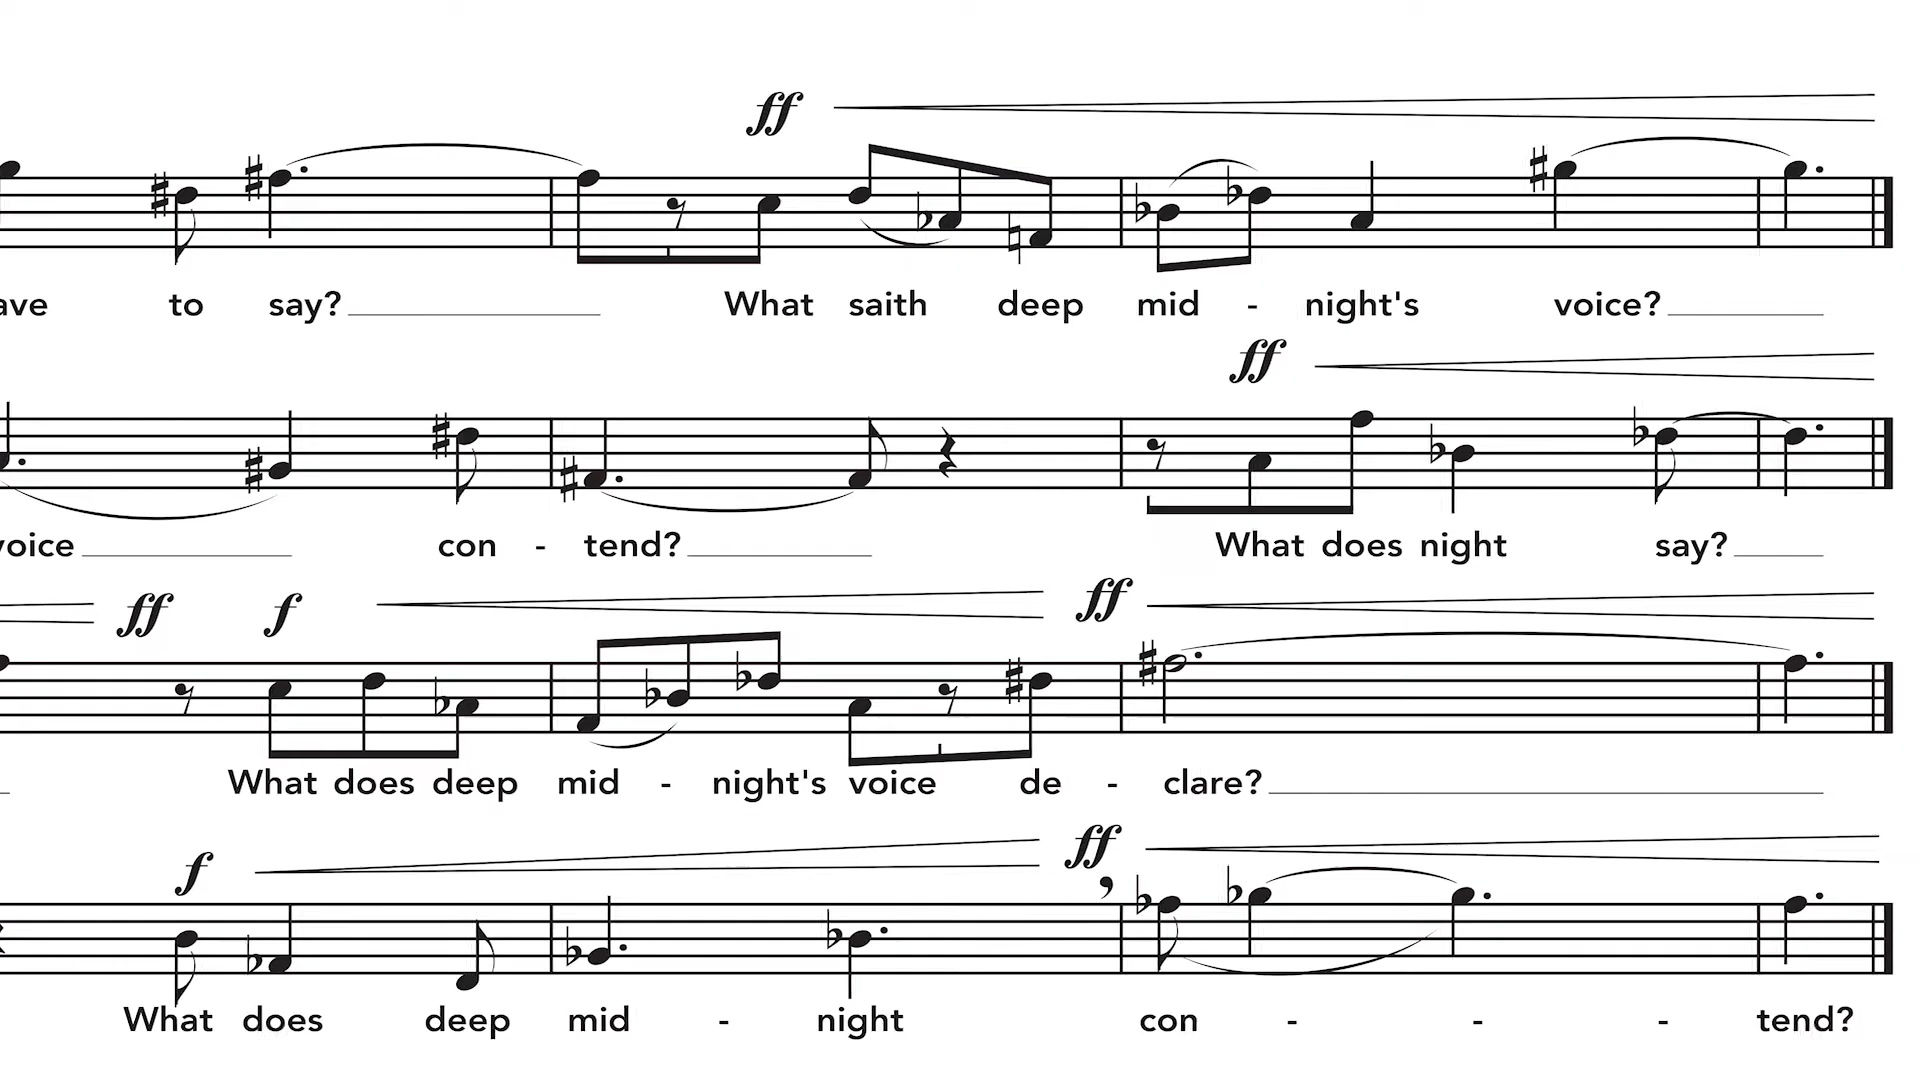 ff
ave to say? What saith deep mid - night's voice?
ff
voice con - tend? What does night say?
ff f ff
What does deep mid - night's voice de - clare?
f ff
What does deep mid - night con - - - tend?